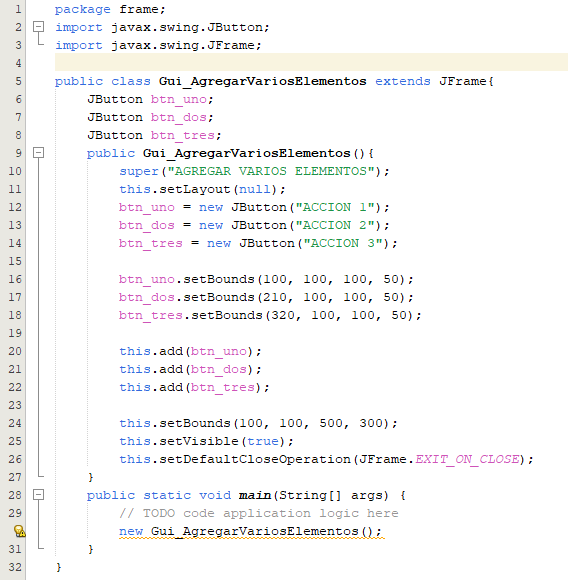 1 package frame;
2 import javax.swing.JButton;
3 import javax.swing.JFrame;
4
5 public class Gui_AgregarVariosElementos extends JFrame{
6 JButton btn_uno;
7 JButton btn_dos;
8 JButton btn_tres;
9 public Gui_AgregarVariosElementos(){
10 super("AGREGAR VARIOS ELEMENTOS");
11 this.setLayout(null);
12 btn_uno = new JButton("ACCION 1");
13 btn_dos = new JButton("ACCION 2");
14 btn_tres = new JButton("ACCION 3");
15
16 btn_uno.setBounds(100, 100, 100, 50);
17 btn_dos.setBounds(210, 100, 100, 50);
18 btn_tres.setBounds(320, 100, 100, 50);
19
20 this.add(btn_uno);
21 this.add(btn_dos);
22 this.add(btn_tres);
23
24 this.setBounds(100, 100, 500, 300);
25 this.setVisible(true);
26 this.setDefaultCloseOperation(JFrame.EXIT_ON_CLOSE);
27 }
28 public static void main(String[] args) {
29 // TODO code application logic here
new Gui_AgregarVariosElementos();
31 }
32 }